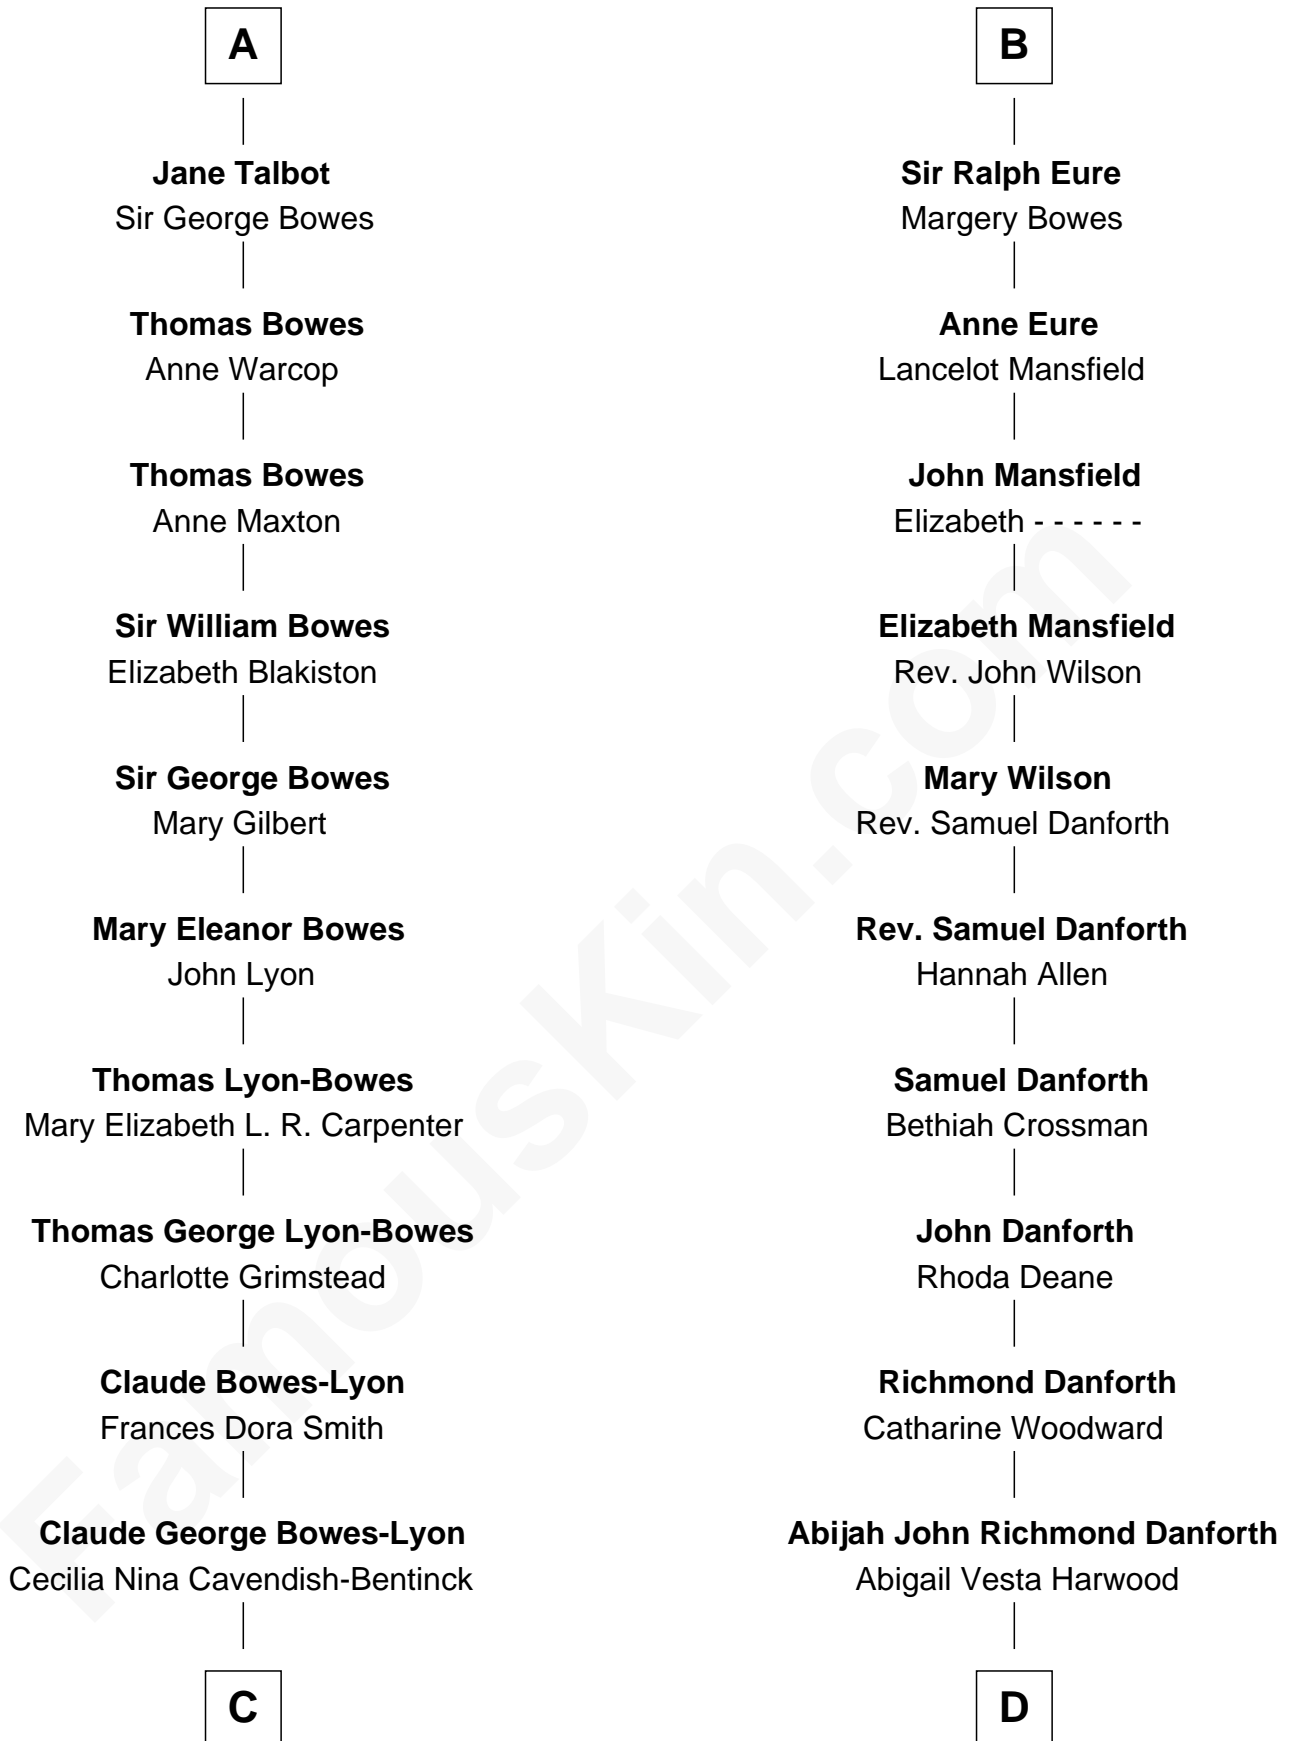 A
Jane Talbot
Sir George Bowes
Thomas Bowes
Anne Warcop
Thomas Bowes
Anne Maxton
Sir William Bowes
Elizabeth Blakiston
Sir George Bowes
Mary Gilbert
Mary Eleanor Bowes
John Lyon
Thomas Lyon-Bowes
Mary Elizabeth L. R. Carpenter
Thomas George Lyon-Bowes
Charlotte Grimstead
Claude Bowes-Lyon
Frances Dora Smith
Claude George Bowes-Lyon
Cecilia Nina Cavendish-Bentinck
C
B
Sir Ralph Eure
Margery Bowes
Anne Eure
Lancelot Mansfield
John Mansfield
Elizabeth - - - - - -
Elizabeth Mansfield
Rev. John Wilson
Mary Wilson
Rev. Samuel Danforth
Rev. Samuel Danforth
Hannah Allen
Samuel Danforth
Bethiah Crossman
John Danforth
Rhoda Deane
Richmond Danforth
Catharine Woodward
Abijah John Richmond Danforth
Abigail Vesta Harwood
D
FamousKin.com